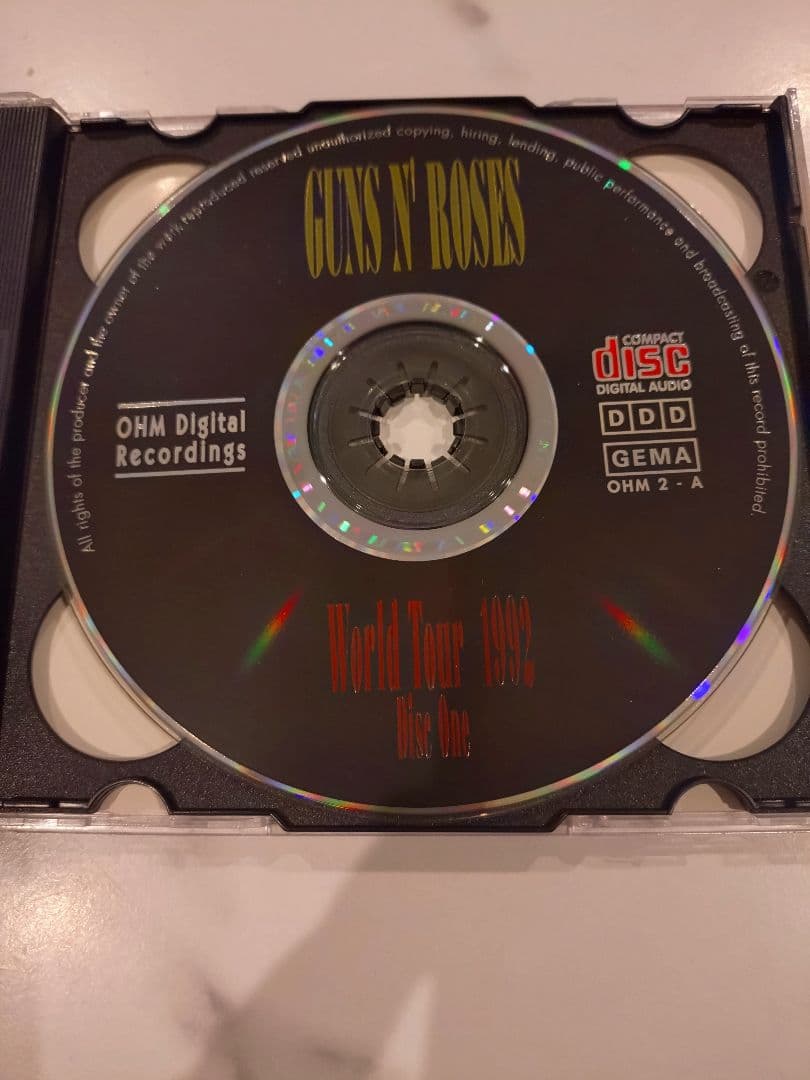 All rights of the producer and the owner of the work reproduced reserved unauthorized copying, hiring, lending, public performance and broadcasting of this record prohibited.
GUNS N' ROSES
OHM Digital
Recordings
COMPACT
disc
DIGITAL AUDIO
DDD
GEMA
OHM 2 - A
World Tour 1992
Disc One